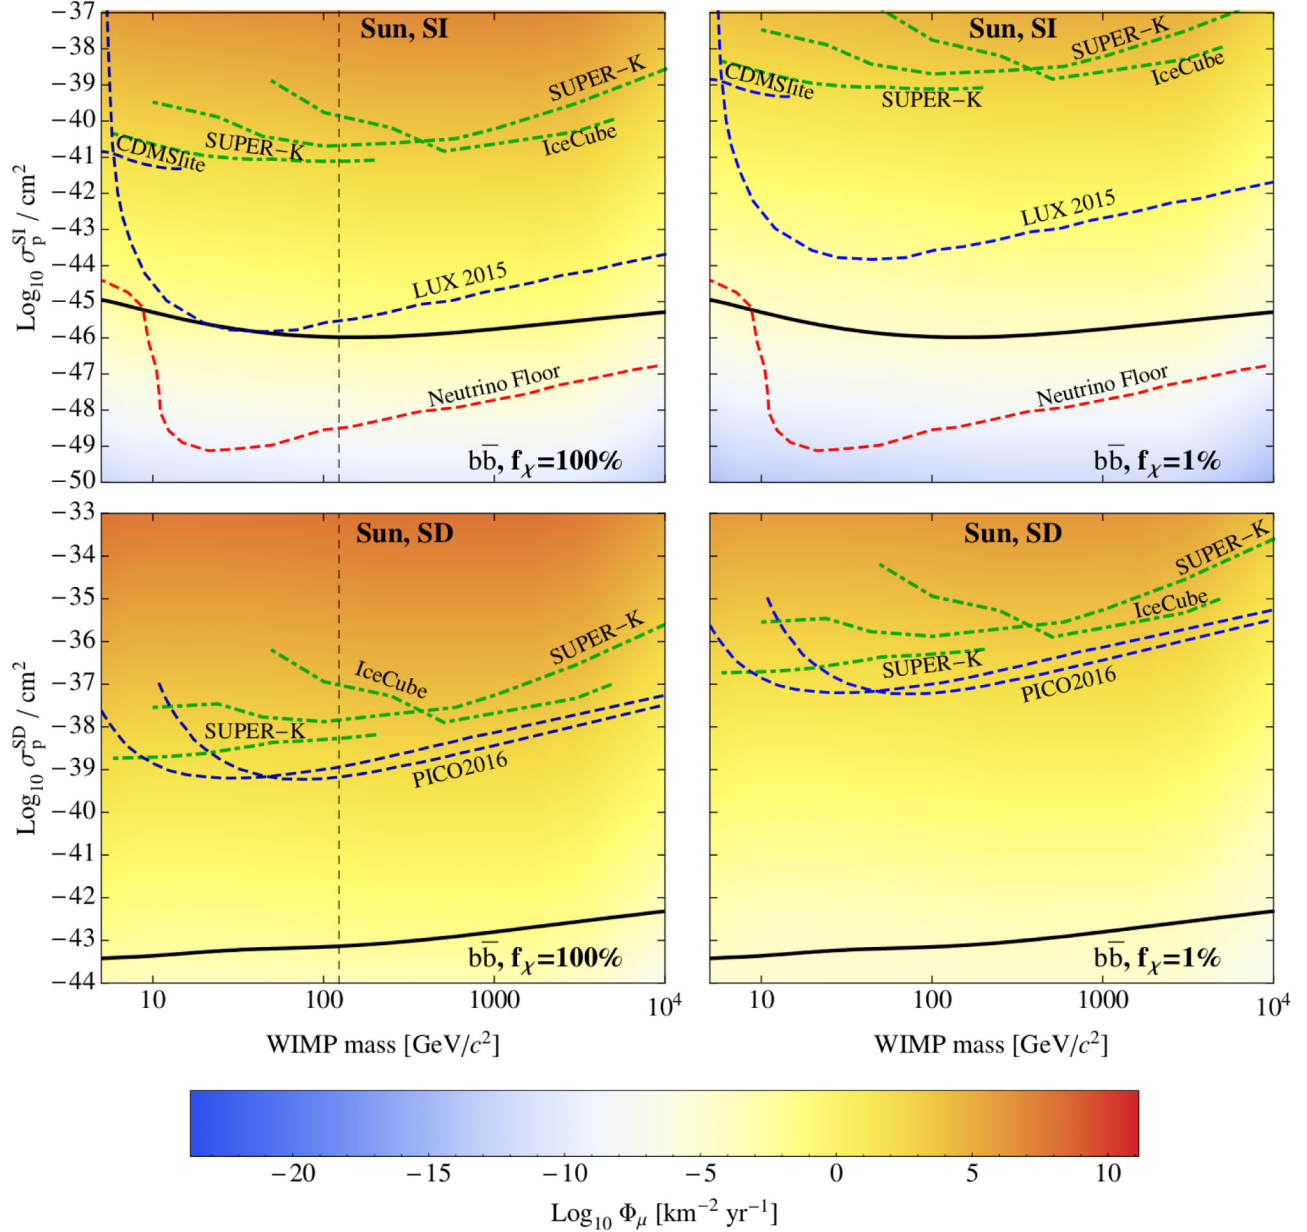 Sun, SI
SUPER−K
SUPER−K
IceCube
CDMSlite
LUX 2015
Neutrino Floor
bb̅, fχ=100%
Log₁₀ σₚˢᴵ / cm²
−37
−38
−39
−40
−41
−42
−43
−44
−45
−46
−47
−48
−49
−50
Sun, SI
SUPER−K
IceCube
CDMSlite
SUPER−K
LUX 2015
Neutrino Floor
bb̅, fχ=1%
Sun, SD
SUPER−K
IceCube
SUPER−K
PICO2016
bb̅, fχ=100%
Log₁₀ σₚˢᴰ / cm²
−33
−34
−35
−36
−37
−38
−39
−40
−41
−42
−43
−44
10 100 1000 10⁴
WIMP mass [GeV/c²]
Sun, SD
SUPER−K
IceCube
SUPER−K
PICO2016
bb̅, fχ=1%
10 100 1000 10⁴
WIMP mass [GeV/c²]
−20 −15 −10 −5 0 5 10
Log₁₀ Φμ [km⁻² yr⁻¹]